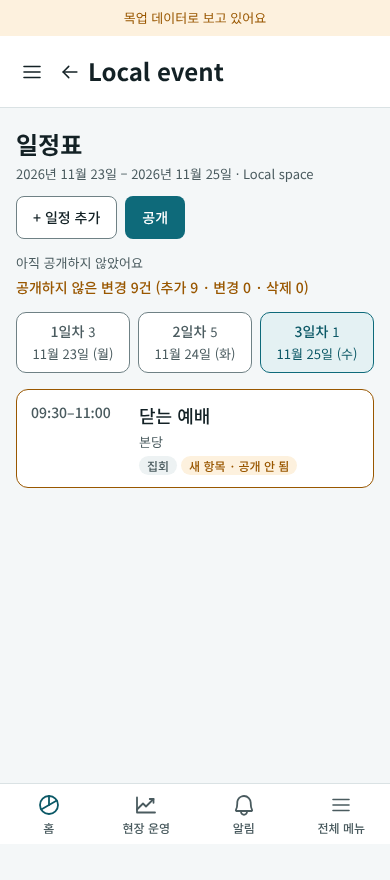 목업 데이터로 보고 있어요
Local event
일정표
2026년 11월 23일 – 2026년 11월 25일 · Local space
+ 일정 추가
공개
아직 공개하지 않았어요
공개하지 않은 변경 9건 (추가 9 · 변경 0 · 삭제 0)
1일차 3
11월 23일 (월)
2일차 5
11월 24일 (화)
3일차 1
11월 25일 (수)
09:30–11:00
닫는 예배
본당
집회
새 항목 · 공개 안 됨
홈
현장 운영
알림
전체 메뉴